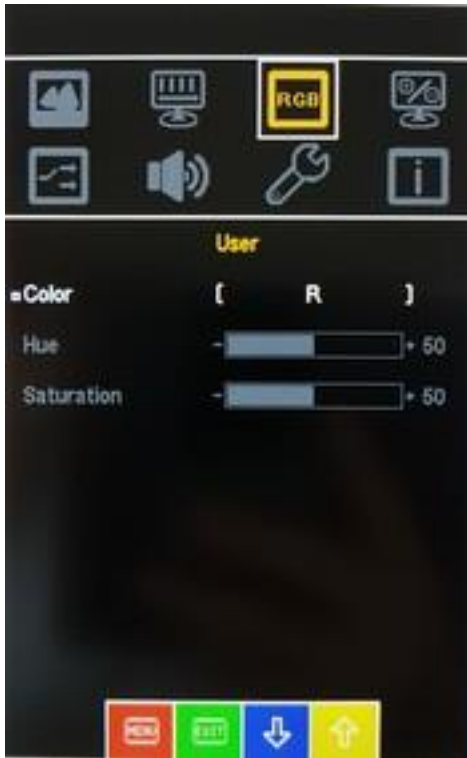 RGB
User
Color [ R ]
Hue - + 50
Saturation - + 50
MENU EXIT